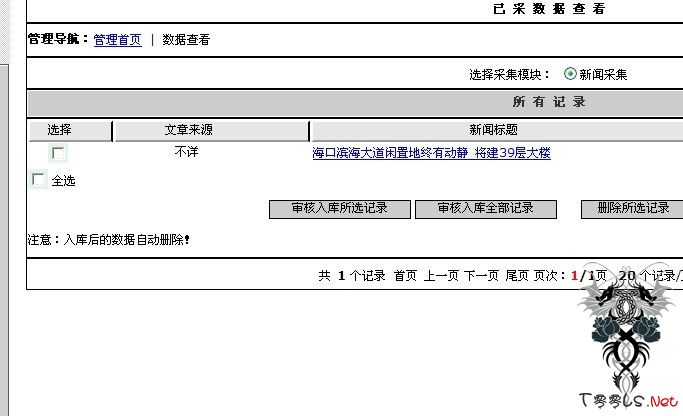 已 采 数 据 查 看
管理导航：管理首页 | 数据查看
选择采集模块： 新闻采集
所 有 记 录
选择 文章来源 新闻标题
不详 海口滨海大道闲置地终有动静 将建39层大楼
全选
审核入库所选记录 审核入库全部记录 删除所选记录
注意：入库后的数据自动删除!
共 1 个记录 首页 上一页 下一页 尾页 页次：1/1页 20 个记录/
T00LS.Net